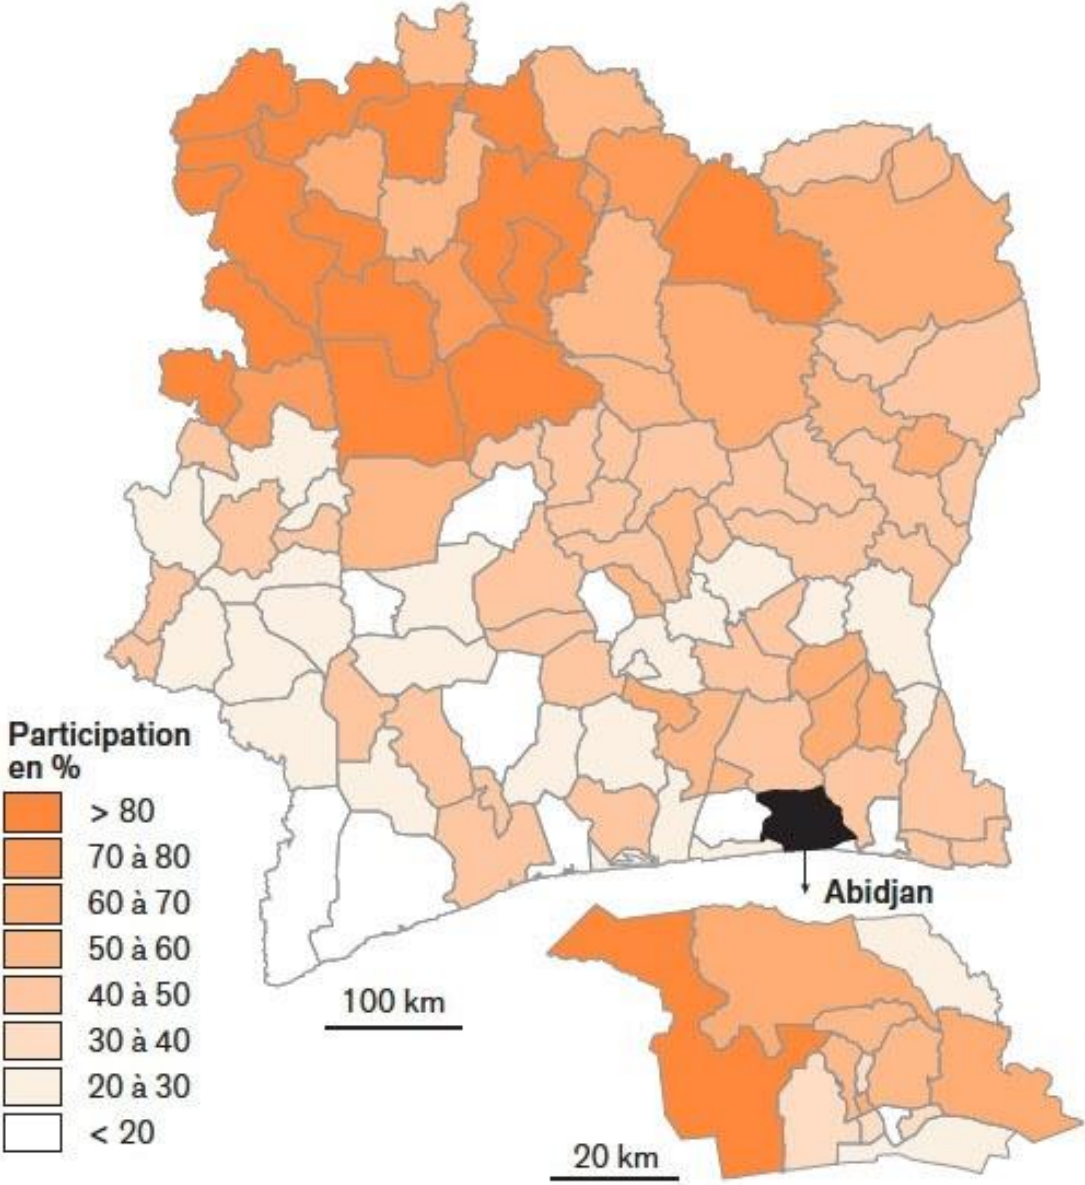 Participation
en %
> 80
70 à 80
60 à 70
50 à 60
40 à 50
30 à 40
20 à 30
< 20
100 km
Abidjan
20 km